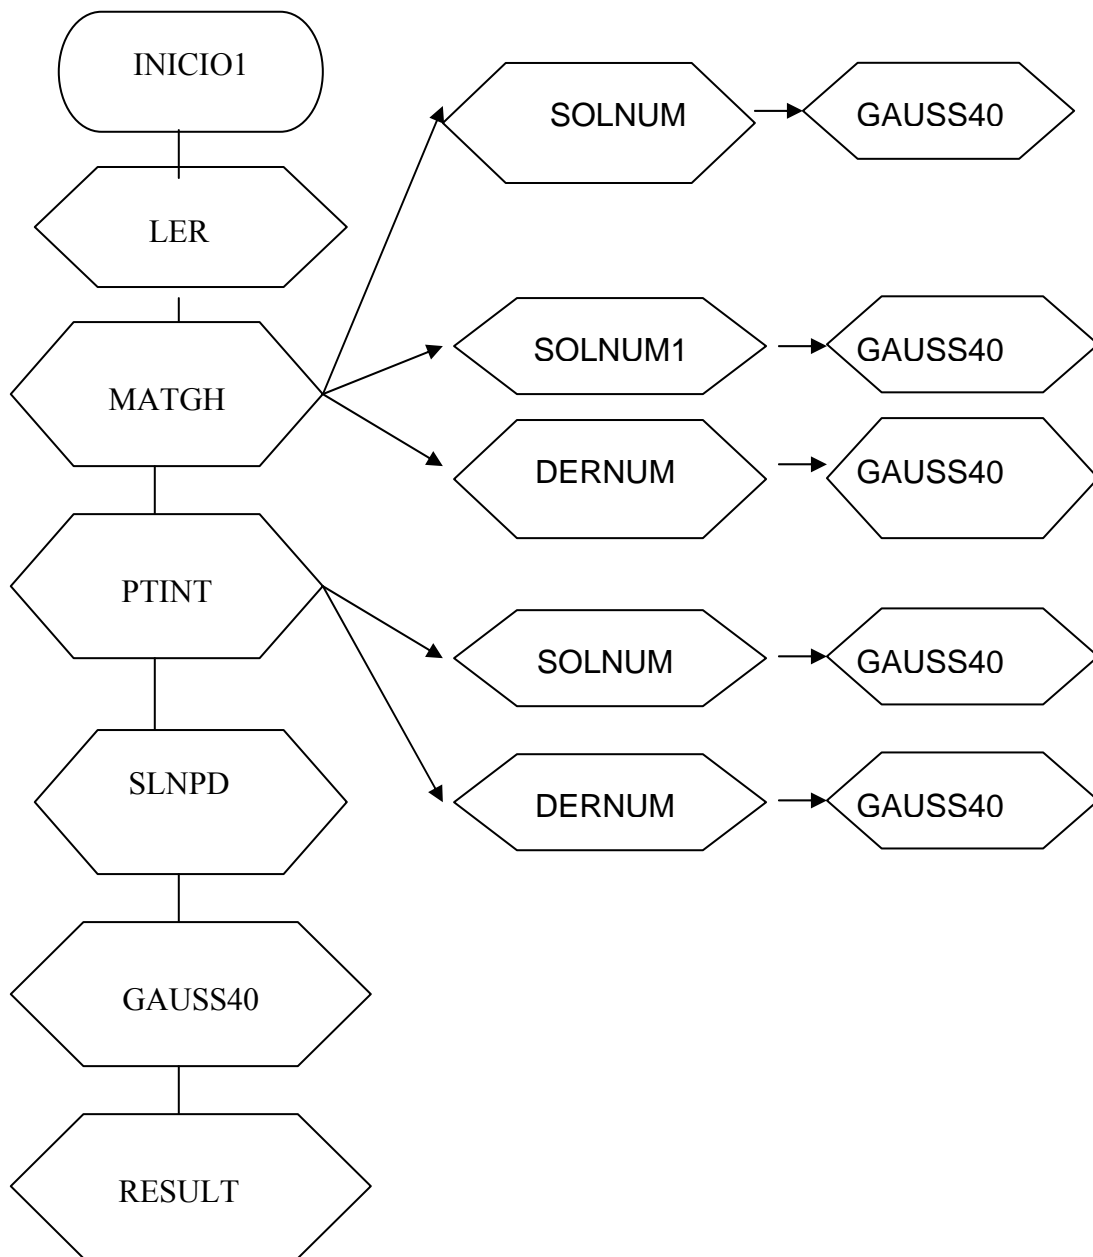 INICIO1
SOLNUM
GAUSS40
LER
SOLNUM1
GAUSS40
MATGH
DERNUM
GAUSS40
PTINT
SOLNUM
GAUSS40
SLNPD
DERNUM
GAUSS40
GAUSS40
RESULT